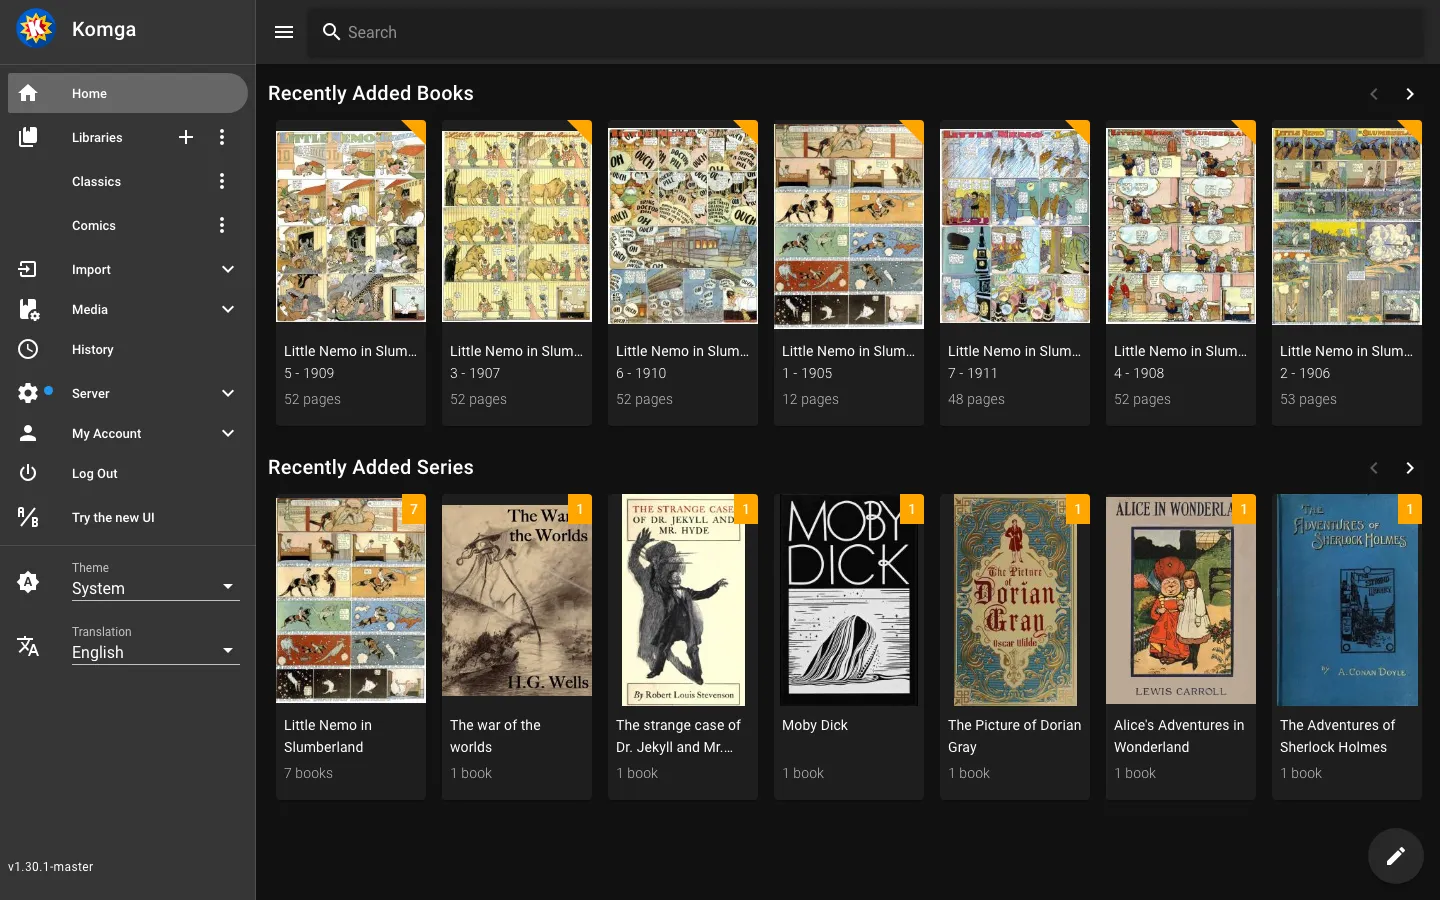 Komga
Search
Home
Libraries
Classics
Comics
Import
Media
History
Server
My Account
Log Out
Try the new UI
Theme
System
Translation
English
v1.30.1-master
Recently Added Books
Little Nemo in Slum...
5 - 1909
52 pages
Little Nemo in Slum...
3 - 1907
52 pages
Little Nemo in Slum...
6 - 1910
52 pages
Little Nemo in Slum...
1 - 1905
12 pages
Little Nemo in Slum...
7 - 1911
48 pages
Little Nemo in Slum...
4 - 1908
52 pages
Little Nemo in Slum...
2 - 1906
53 pages
Recently Added Series
7
Little Nemo in
Slumberland
7 books
1
The War
the Worlds
H.G. Wells
The war of the
worlds
1 book
1
THE STRANGE CASE
OF DR. JEKYLL AND
MR. HYDE
By Robert Louis Stevenson
The strange case of
Dr. Jekyll and Mr....
1 book
1
MOBY
DICK
Moby Dick
1 book
1
The Picture
of
Dorian
Gray
Oscar Wilde
The Picture of Dorian
Gray
1 book
1
ALICE IN WONDERLA
LEWIS CARROLL
Alice's Adventures in
Wonderland
1 book
1
THE
ADVENTURES OF
SHERLOCK HOLMES
by A. CONAN DOYLE
The Adventures of
Sherlock Holmes
1 book